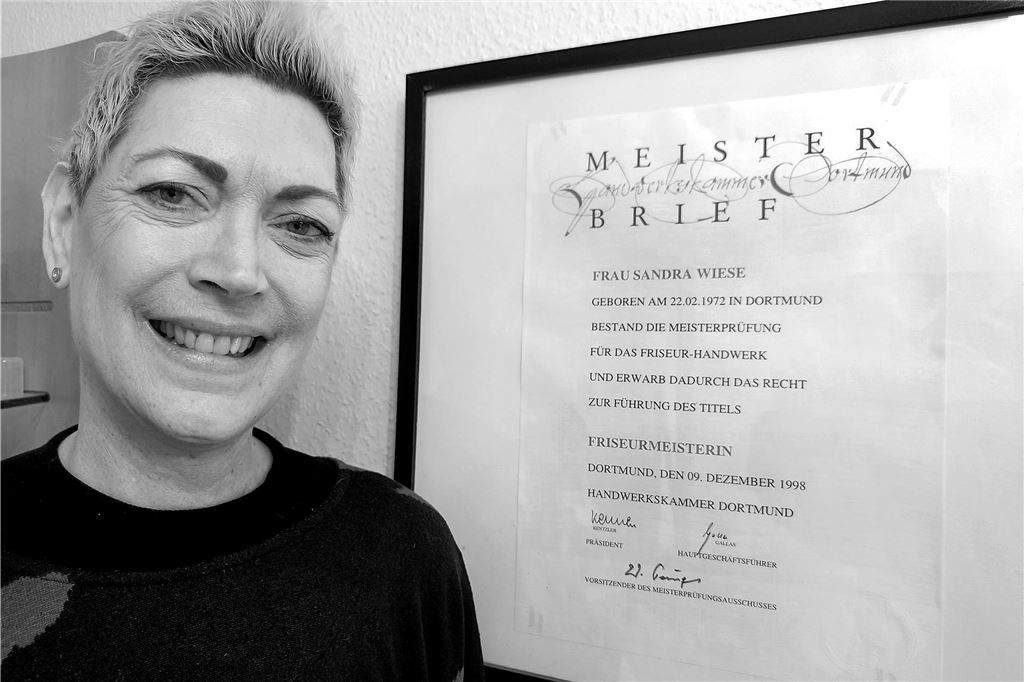 MEISTER
Handwerkskammer Dortmund
BRIEF
FRAU SANDRA WIESE
GEBOREN AM 22.02.1972 IN DORTMUND
BESTAND DIE MEISTERPRÜFUNG
FÜR DAS FRISEUR-HANDWERK
UND ERWARB DADURCH DAS RECHT
ZUR FÜHRUNG DES TITELS
FRISEURMEISTERIN
DORTMUND, DEN 09. DEZEMBER 1998
HANDWERKSKAMMER DORTMUND
KENTZLER
GALLAS
PRÄSIDENT
HAUPTGESCHÄFTSFÜHRER
VORSITZENDER DES MEISTERPRÜFUNGSAUSSCHUSSES